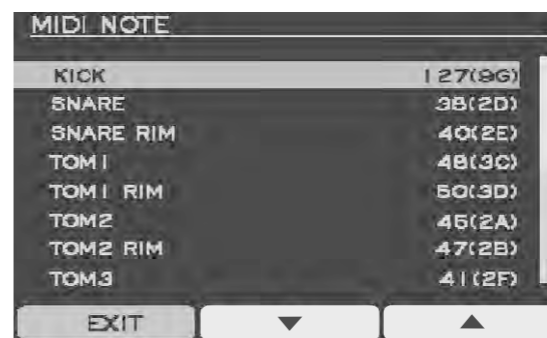 MIDI NOTE
KICK 127(9G)
SNARE 38(2D)
SNARE RIM 40(2E)
TOM1 48(3C)
TOM1 RIM 50(3D)
TOM2 45(2A)
TOM2 RIM 47(2B)
TOM3 41(2F)
EXIT ▼ ▲